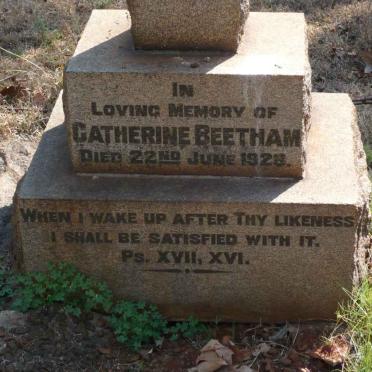 IN
LOVING MEMORY OF
CATHERINE BEETHAM
DIED 22ND JUNE 1928.
WHEN I WAKE UP AFTER THY LIKENESS
I SHALL BE SATISFIED WITH IT.
PS. XVII, XVI.